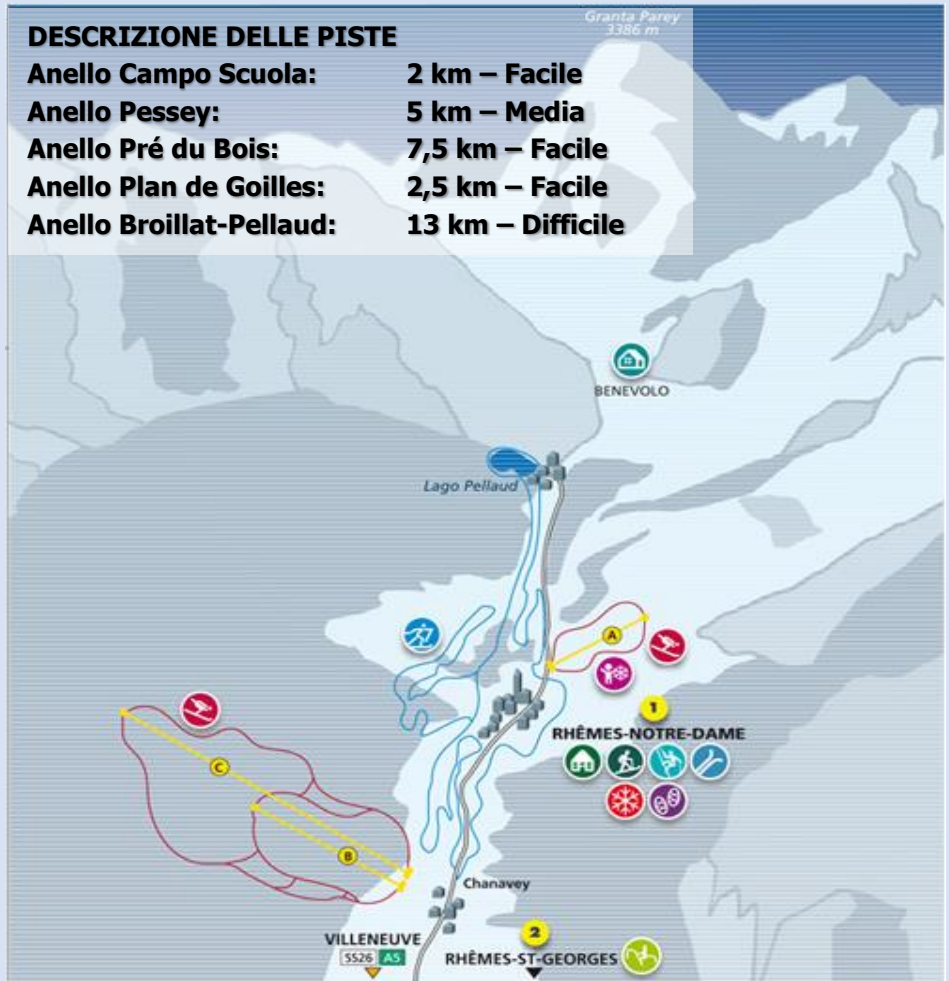 Granta Parey
3386 m
DESCRIZIONE DELLE PISTE
Anello Campo Scuola: 2 km – Facile
Anello Pessey: 5 km – Media
Anello Pré du Bois: 7,5 km – Facile
Anello Plan de Goilles: 2,5 km – Facile
Anello Broillat-Pellaud: 13 km – Difficile
BENEVOLO
Lago Pellaud
A
1
RHÊMES-NOTRE-DAME
C
B
Chanavey
VILLENEUVE
SS26 A5
2
RHÊMES-ST-GEORGES